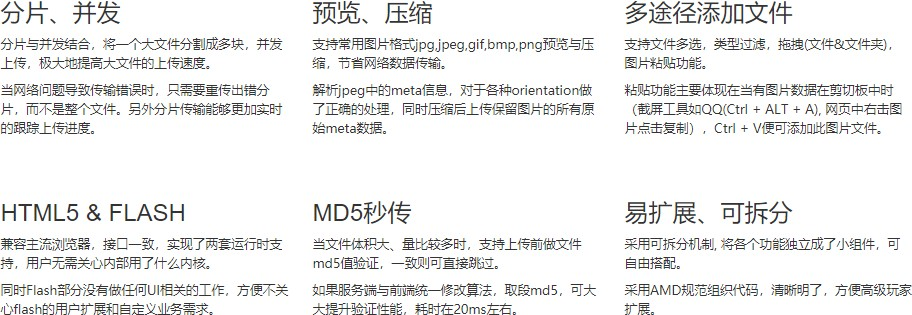 分片、并发
分片与并发结合，将一个大文件分割成多块，并发
上传，极大地提高大文件的上传速度。
当网络问题导致传输错误时，只需要重传出错分
片，而不是整个文件。另外分片传输能够更加实时
的跟踪上传进度。
预览、压缩
支持常用图片格式jpg,jpeg,gif,bmp,png预览与压
缩，节省网络数据传输。
解析jpeg中的meta信息，对于各种orientation做
了正确的处理，同时压缩后上传保留图片的所有原
始meta数据。
多途径添加文件
支持文件多选，类型过滤，拖拽(文件&文件夹)，
图片粘贴功能。
粘贴功能主要体现在当有图片数据在剪切板中时
（截屏工具如QQ(Ctrl + ALT + A), 网页中右击图
片点击复制），Ctrl + V便可添加此图片文件。
HTML5 & FLASH
兼容主流浏览器，接口一致，实现了两套运行时支
持，用户无需关心内部用了什么内核。
同时Flash部分没有做任何UI相关的工作，方便不关
心flash的用户扩展和自定义业务需求。
MD5秒传
当文件体积大、量比较多时，支持上传前做文件
md5值验证，一致则可直接跳过。
如果服务端与前端统一修改算法，取段md5，可大
大提升验证性能，耗时在20ms左右。
易扩展、可拆分
采用可拆分机制, 将各个功能独立成了小组件，可
自由搭配。
采用AMD规范组织代码，清晰明了，方便高级玩家
扩展。